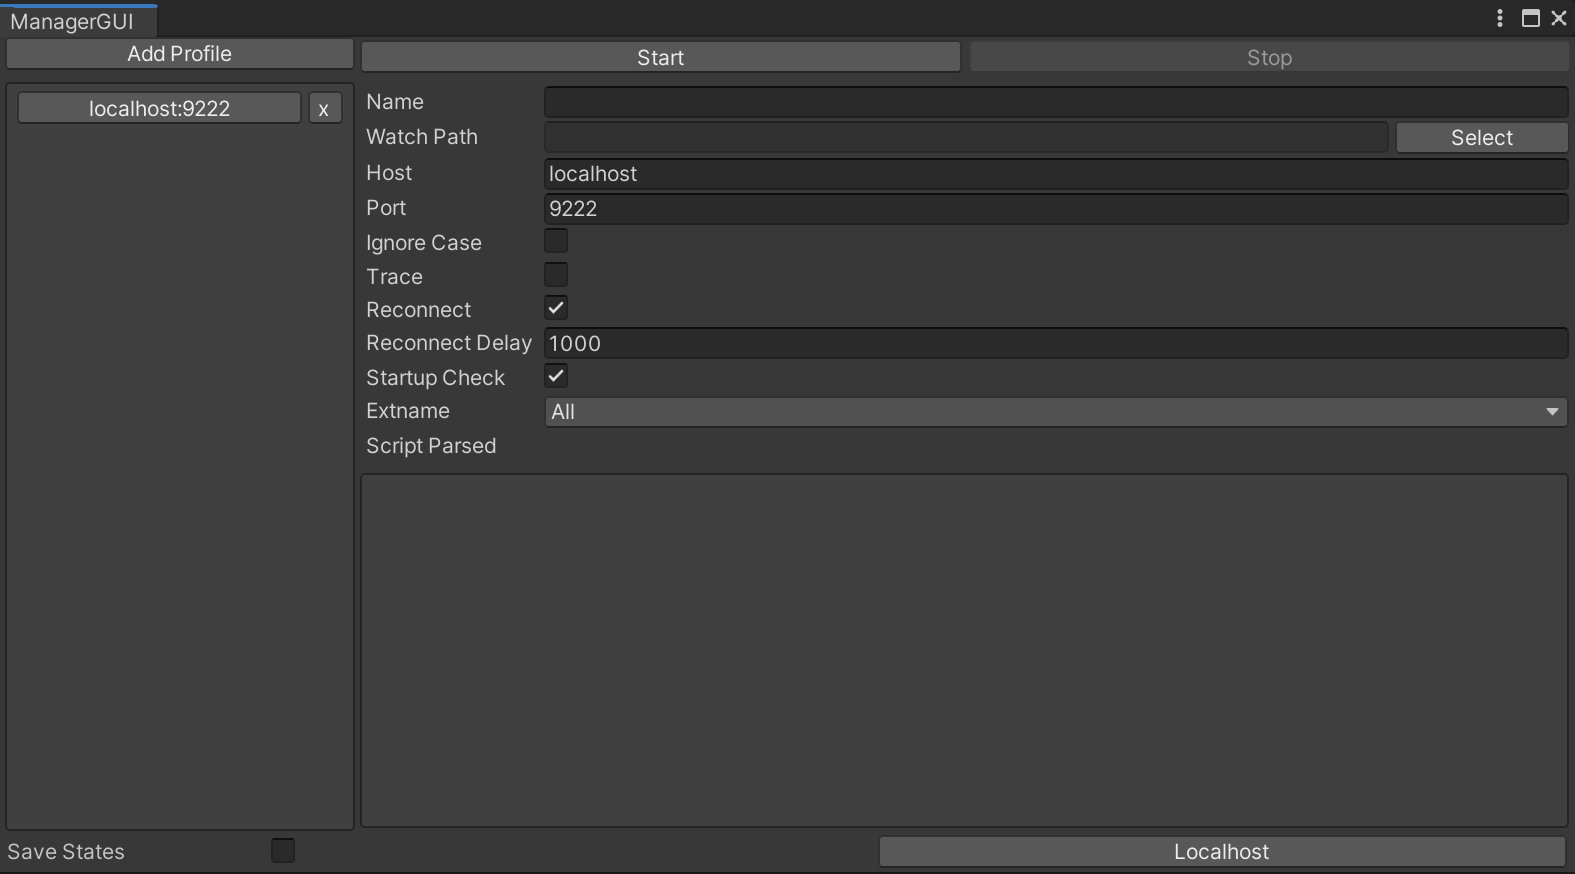 ManagerGUI
Add Profile
Start
Stop
localhost:9222
x
Name
Watch Path
Select
Host
localhost
Port
9222
Ignore Case
Trace
Reconnect
Reconnect Delay
1000
Startup Check
Extname
All
Script Parsed
Save States
Localhost